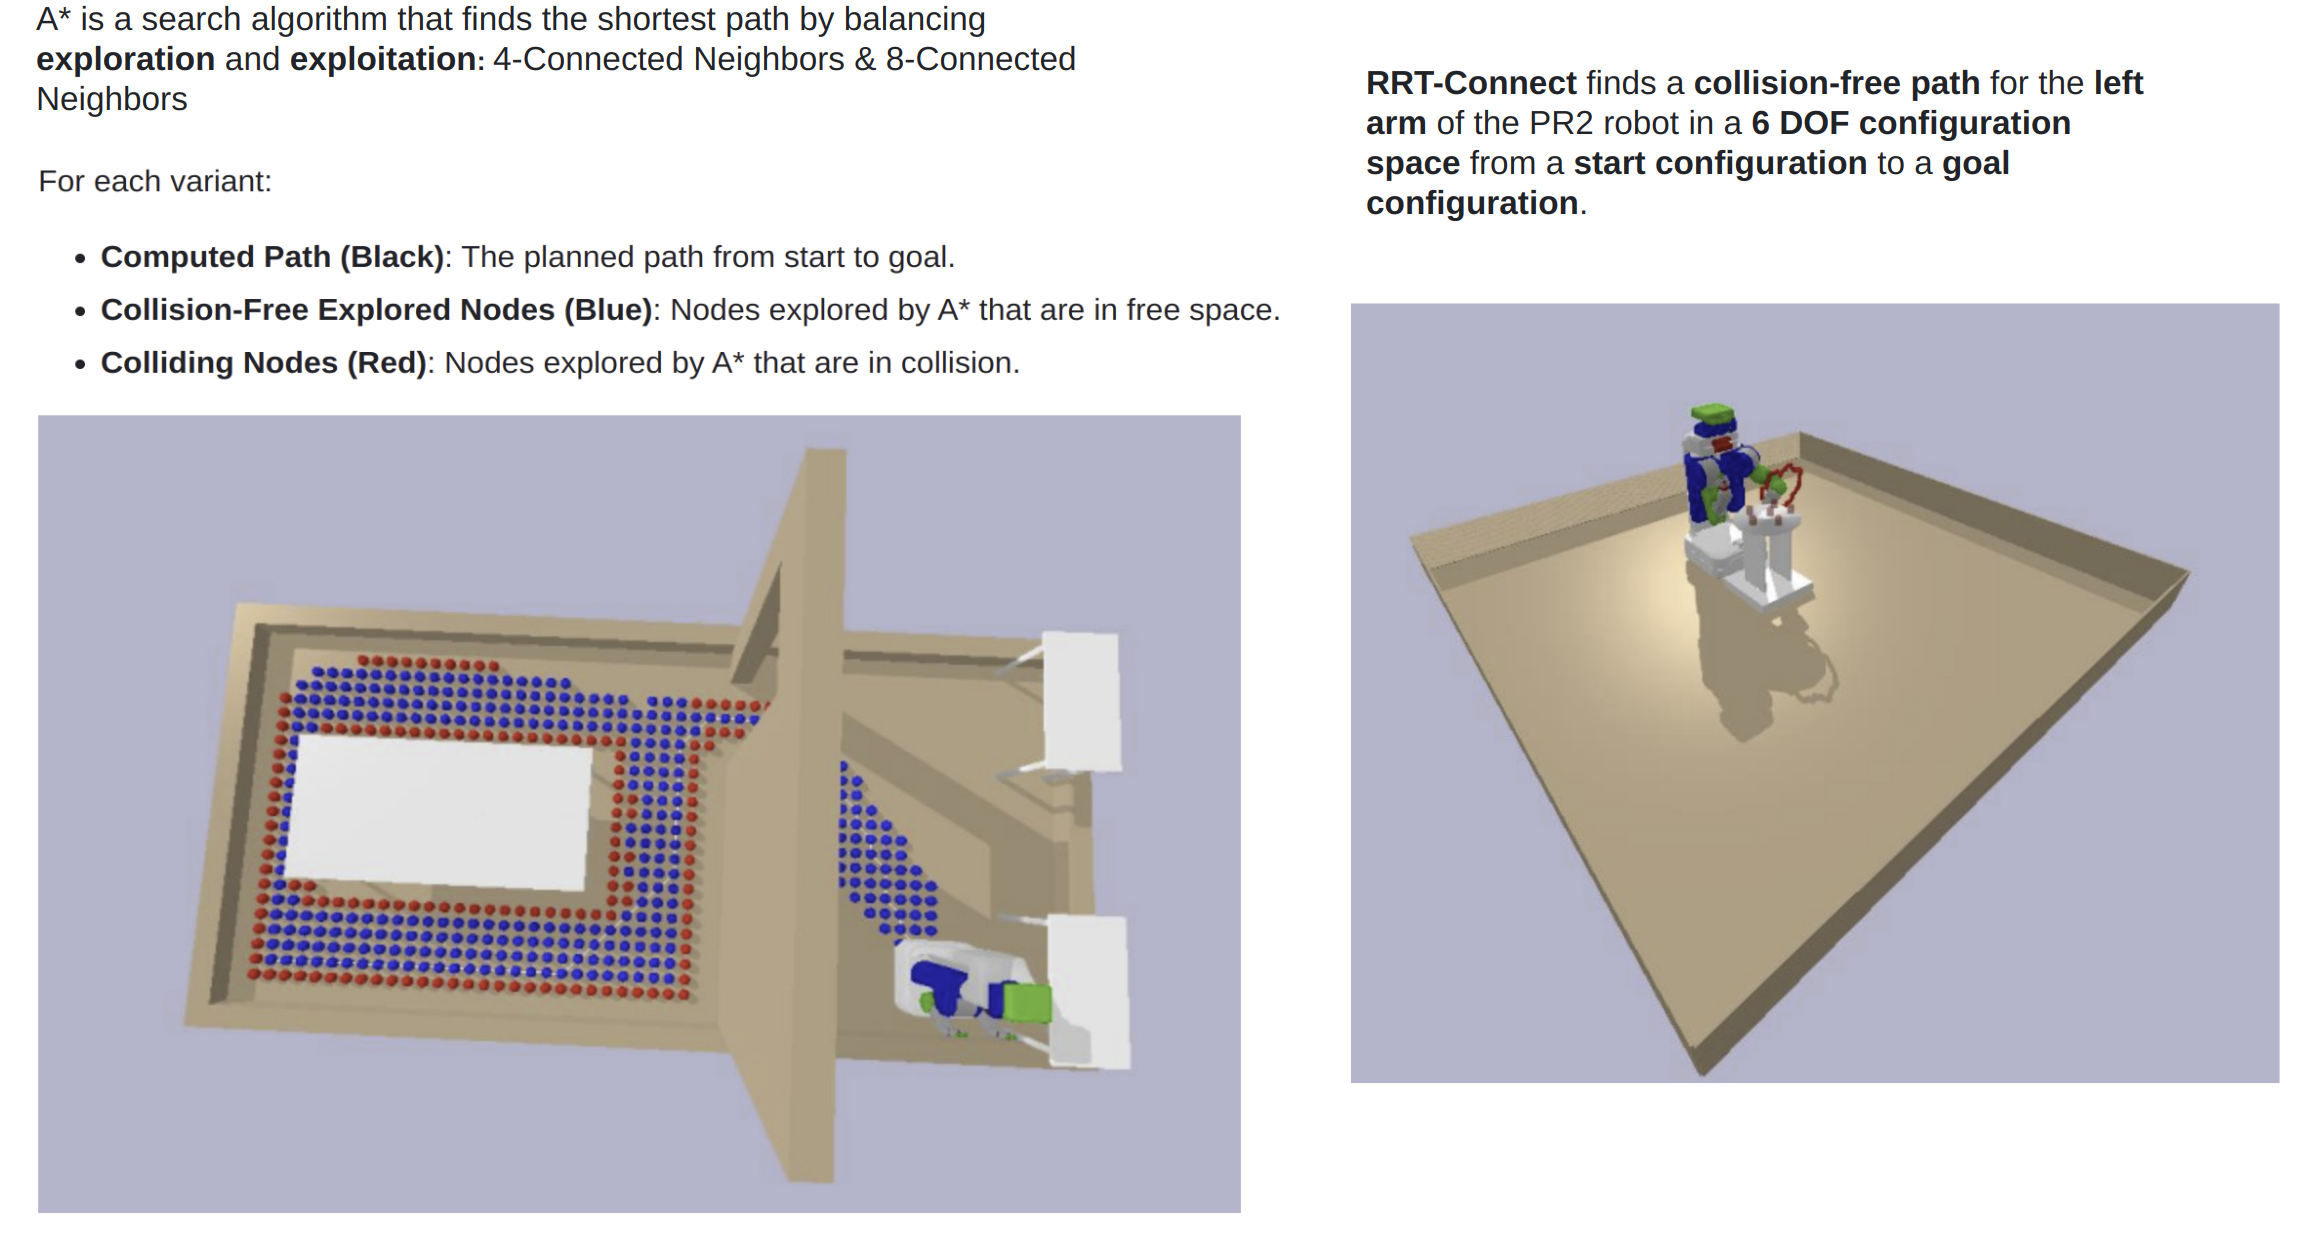 A* is a search algorithm that finds the shortest path by balancing
exploration and exploitation: 4-Connected Neighbors & 8-Connected
Neighbors
For each variant:
• Computed Path (Black): The planned path from start to goal.
• Collision-Free Explored Nodes (Blue): Nodes explored by A* that are in free space.
• Colliding Nodes (Red): Nodes explored by A* that are in collision.
RRT-Connect finds a collision-free path for the left
arm of the PR2 robot in a 6 DOF configuration
space from a start configuration to a goal
configuration.